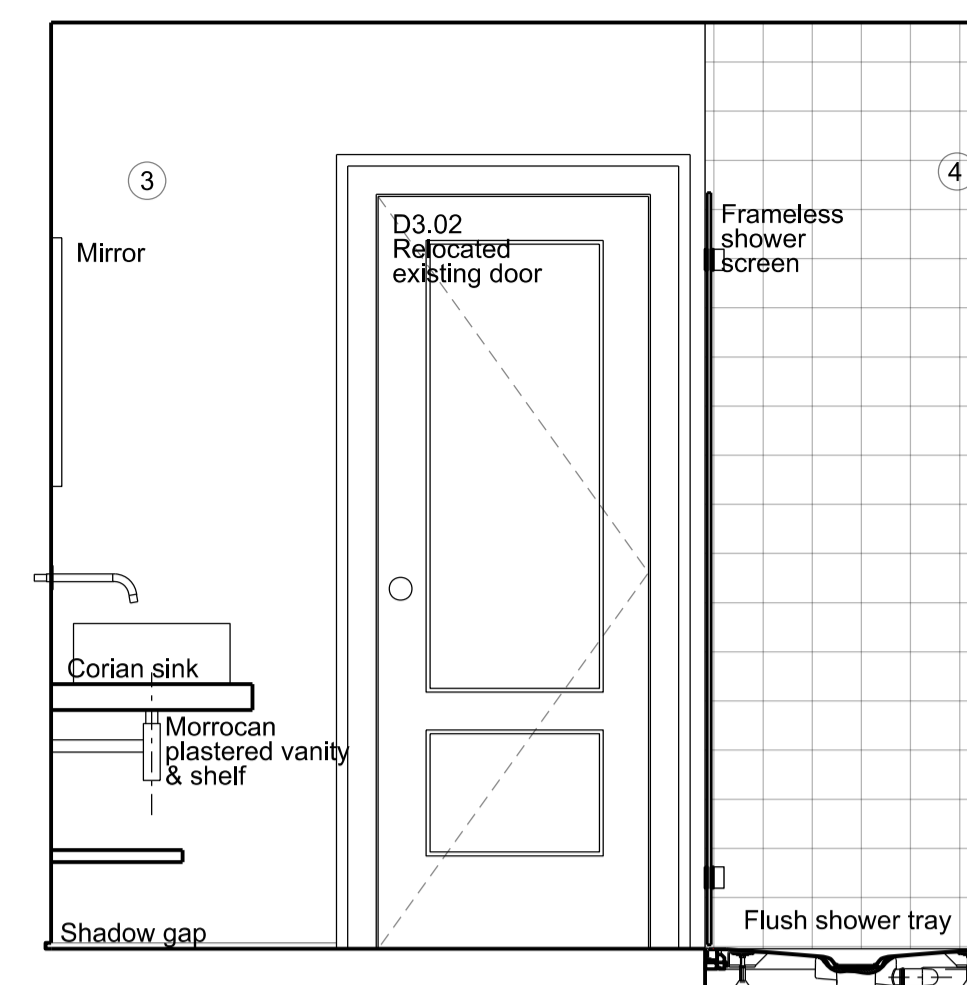 3
4
Mirror
D3.02
Relocated
existing door
Frameless
shower
screen
Corian sink
Morrocan
plastered vanity
& shelf
Shadow gap
Flush shower tray